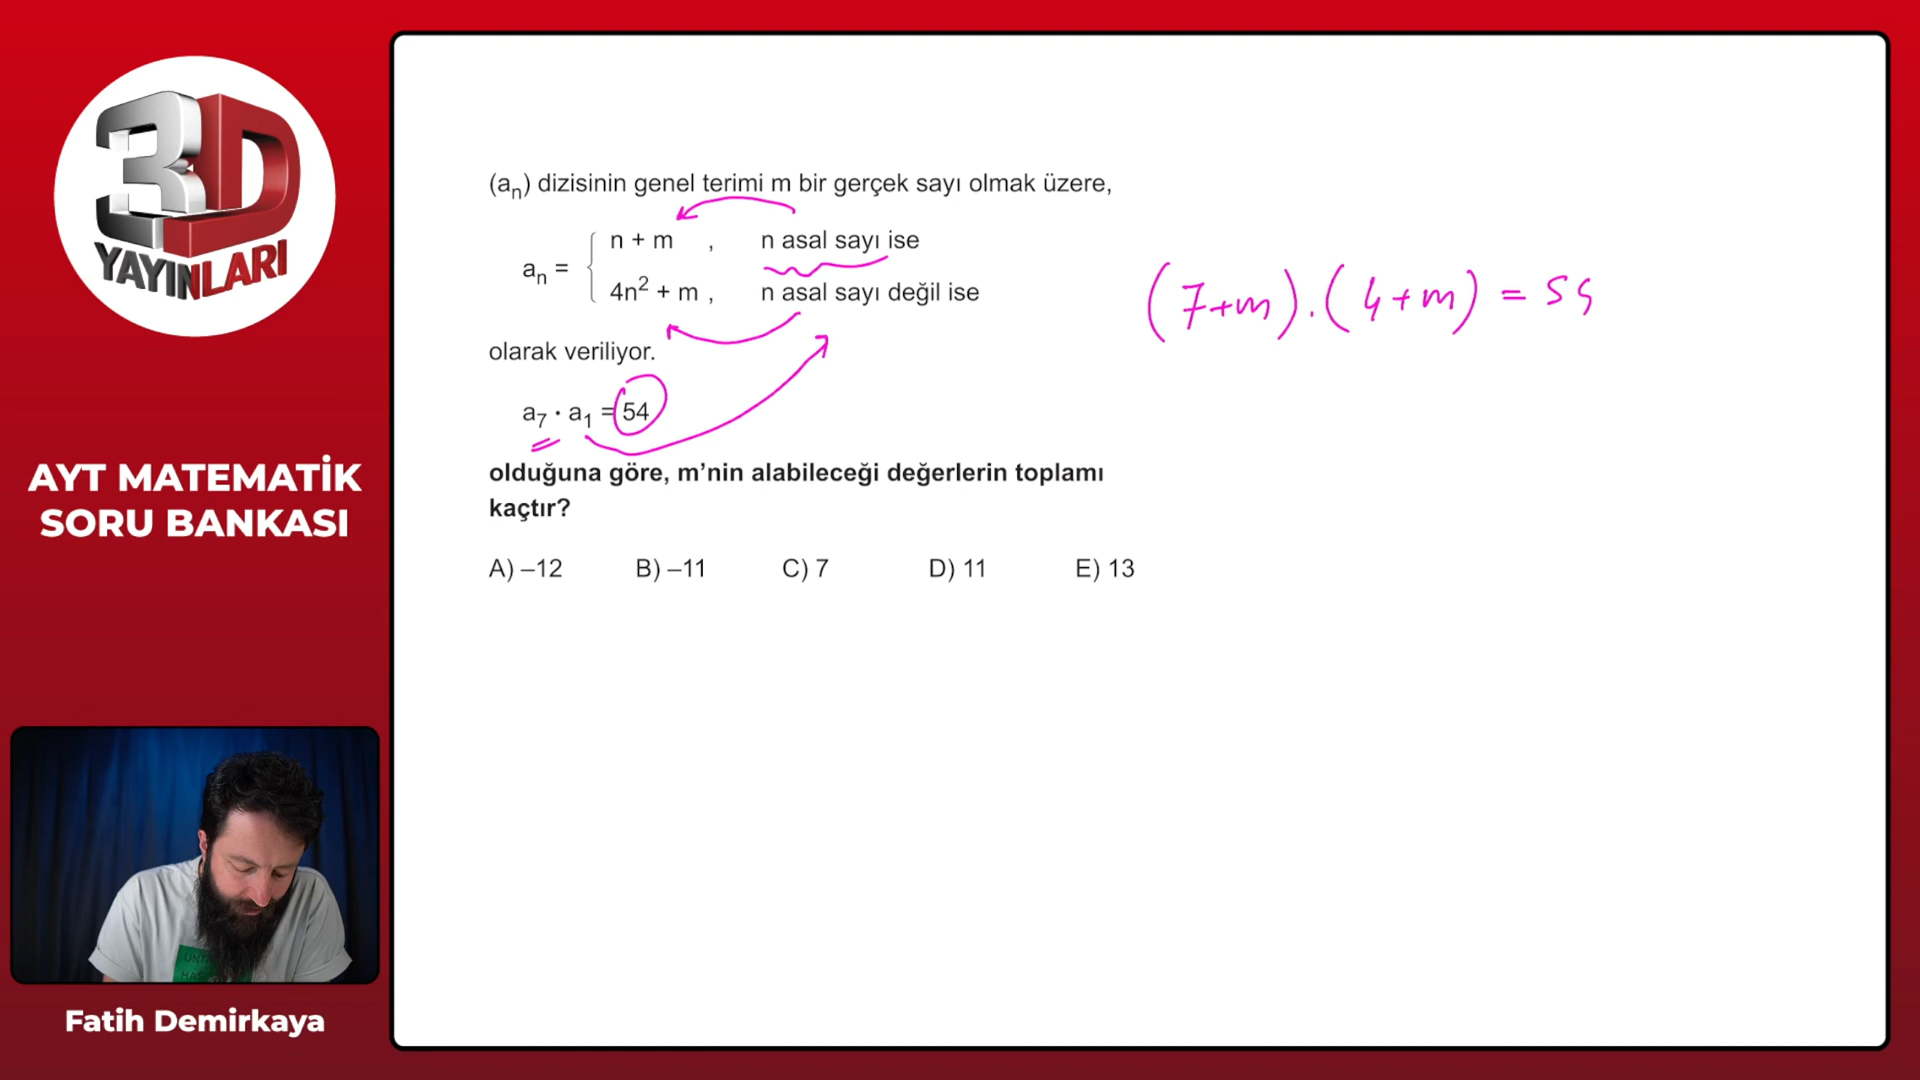 3D
YAYINLARI
AYT MATEMATİK
SORU BANKASI
(aₙ) dizisinin genel terimi m bir gerçek sayı olmak üzere,
aₙ = { n + m , n asal sayı ise
4n² + m , n asal sayı değil ise
olarak veriliyor.
a₇ · a₁ = 54
olduğuna göre, m’nin alabileceği değerlerin toplamı
kaçtır?
A) –12 B) –11 C) 7 D) 11 E) 13
(7+m).(4+m) = 54
Fatih Demirkaya